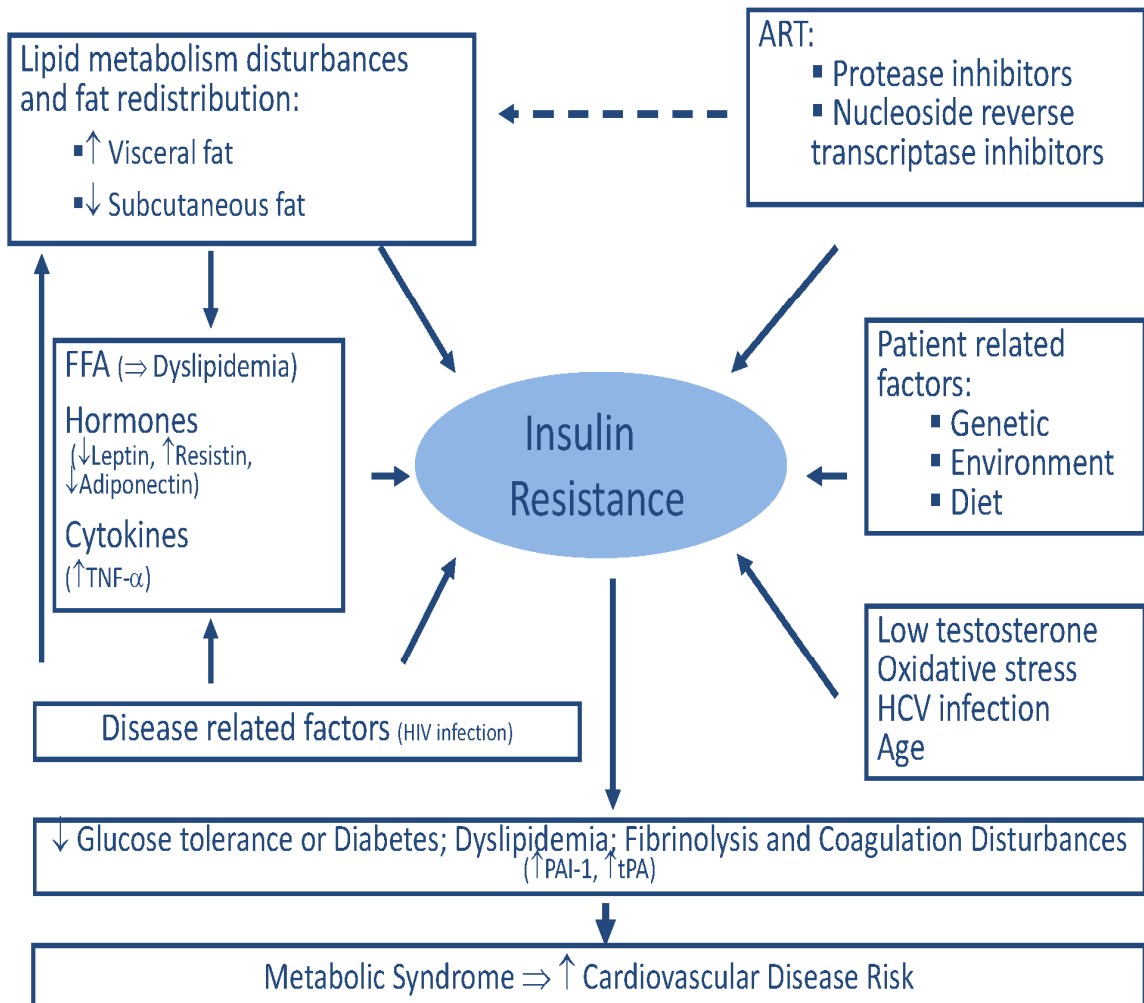 Lipid metabolism disturbances
and fat redistribution:
▪↑ Visceral fat
▪↓ Subcutaneous fat
ART:
▪ Protease inhibitors
▪ Nucleoside reverse
transcriptase inhibitors
FFA (⇒ Dyslipidemia)
Hormones
(↓Leptin, ↑Resistin,
↓Adiponectin)
Cytokines
(↑TNF-α)
Insulin
Resistance
Patient related
factors:
▪ Genetic
▪ Environment
▪ Diet
Low testosterone
Oxidative stress
HCV infection
Age
Disease related factors (HIV infection)
↓ Glucose tolerance or Diabetes; Dyslipidemia; Fibrinolysis and Coagulation Disturbances
(↑PAI-1, ↑tPA)
Metabolic Syndrome ⇒ ↑ Cardiovascular Disease Risk